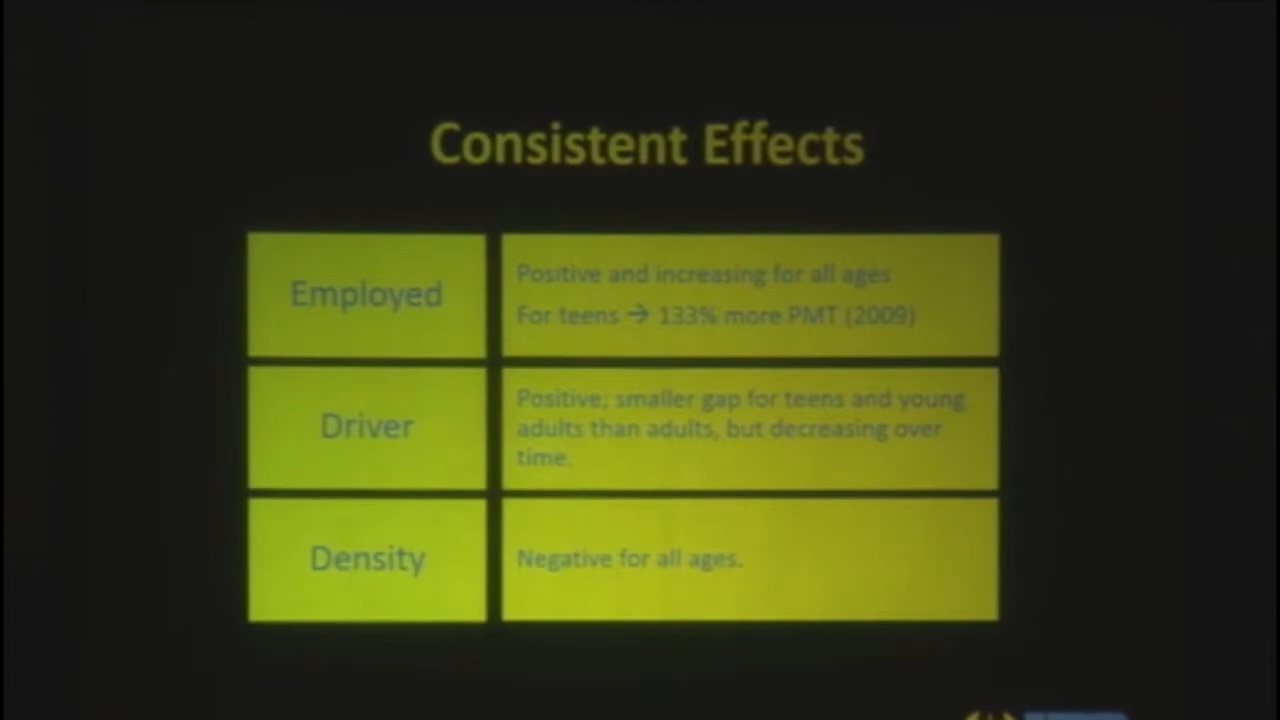 Consistent Effects
Employed
Positive and increasing for all ages
For teens → 133% more PMT (2009)
Driver
Positive; smaller gap for teens and young
adults than adults, but decreasing over
time.
Density
Negative for all ages.